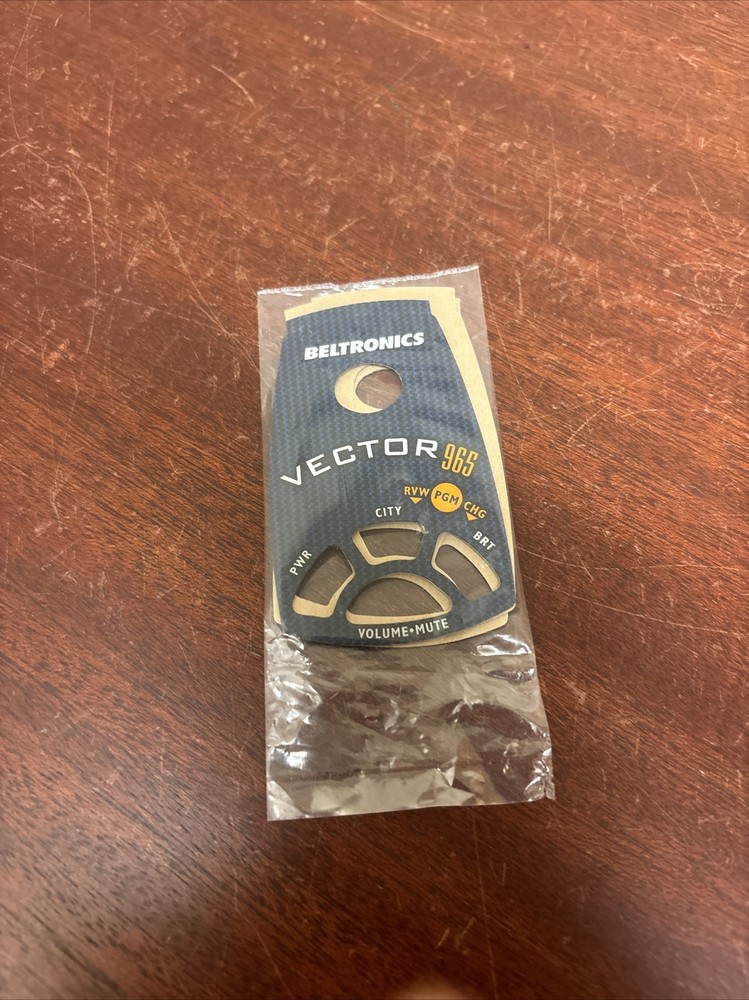 BELTRONICS
VECTOR 965
RVW PGM CHG
CITY
PWR
BRT
VOLUME•MUTE